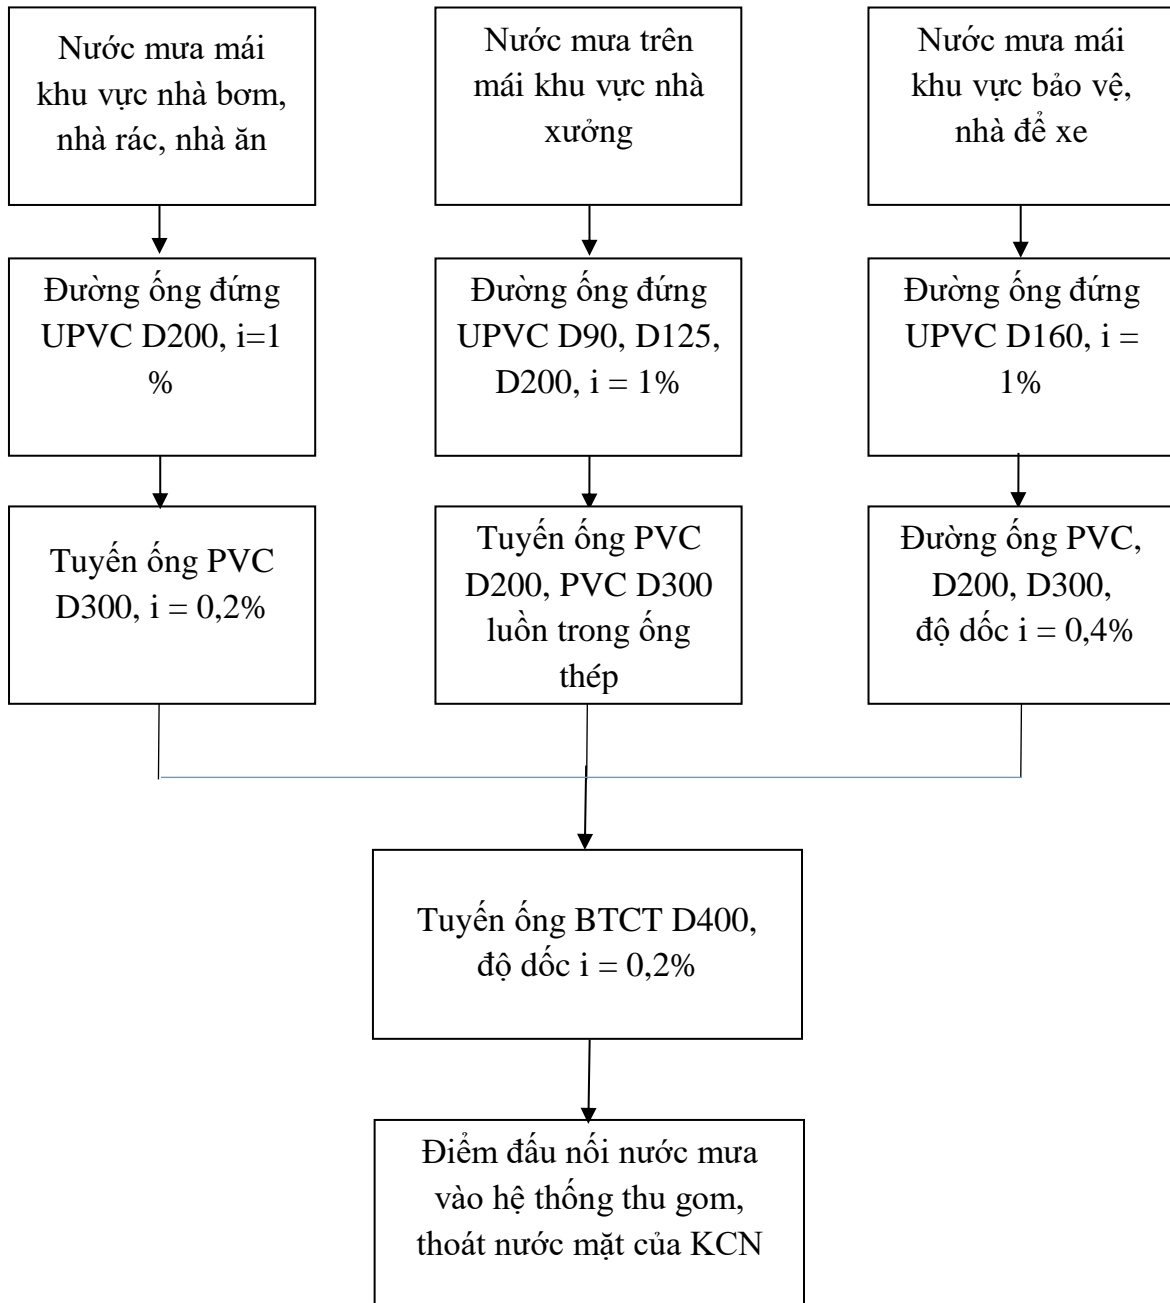 Nước mưa mái
khu vực nhà bơm,
nhà rác, nhà ăn
Nước mưa trên
mái khu vực nhà
xưởng
Nước mưa mái
khu vực bảo vệ,
nhà để xe
Đường ống đứng
UPVC D200, i=1
%
Đường ống đứng
UPVC D90, D125,
D200, i = 1%
Đường ống đứng
UPVC D160, i =
1%
Tuyến ống PVC
D300, i = 0,2%
Tuyến ống PVC
D200, PVC D300
luồn trong ống
thép
Đường ống PVC,
D200, D300,
độ dốc i = 0,4%
Tuyến ống BTCT D400,
độ dốc i = 0,2%
Điểm đấu nối nước mưa
vào hệ thống thu gom,
thoát nước mặt của KCN